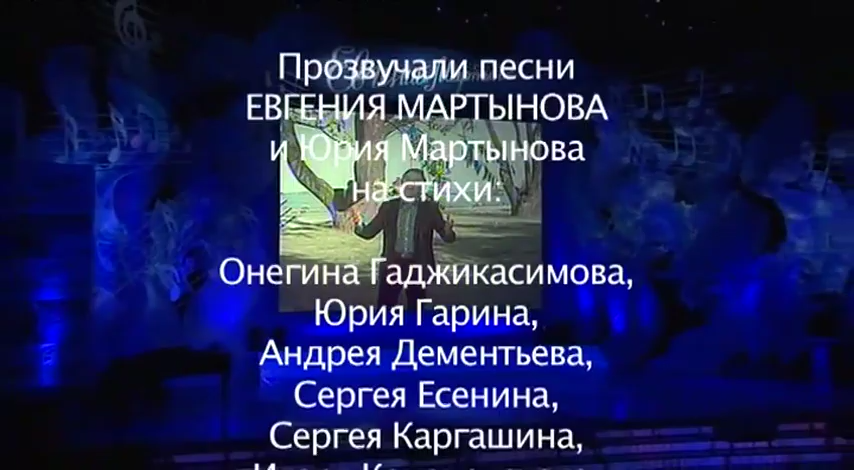 Прозвучали песни
ЕВГЕНИЯ МАРТЫНОВА
и Юрия Мартынова
на стихи:
Онегина Гаджикасимова,
Юрия Гарина,
Андрея Дементьева,
Сергея Есенина,
Сергея Каргашина,